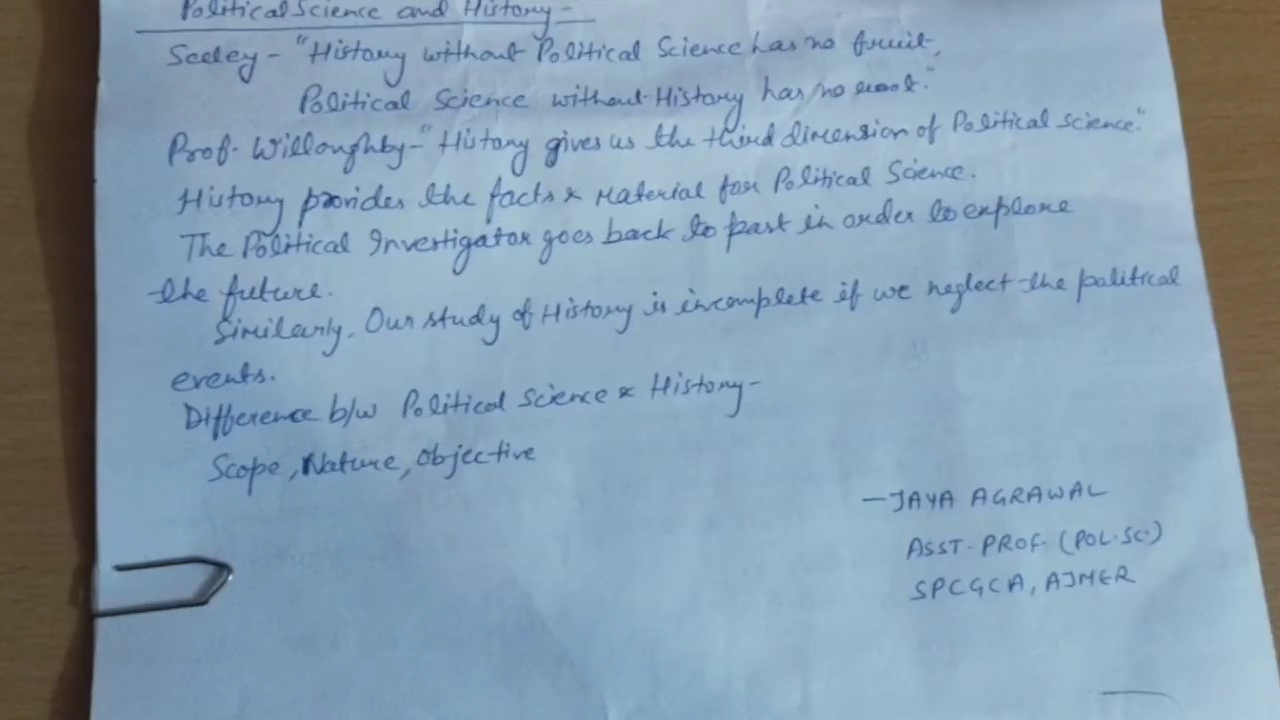 Political Science and History-
Seeley - "History without Political Science has no fruit,
Political Science without History has no root."
Prof. Willoughby - "History gives us the third dimension of Political Science."
History provides the facts & material for Political Science.
The Political Investigator goes back to past in order to explore
the future.
Similarly. Our study of History is incomplete if we neglect the political
events.
Difference b/w Political Science & History-
Scope, Nature, Objective
- JAYA AGRAWAL
ASST. PROF. (POL.SC.)
SPCGCA, AJMER